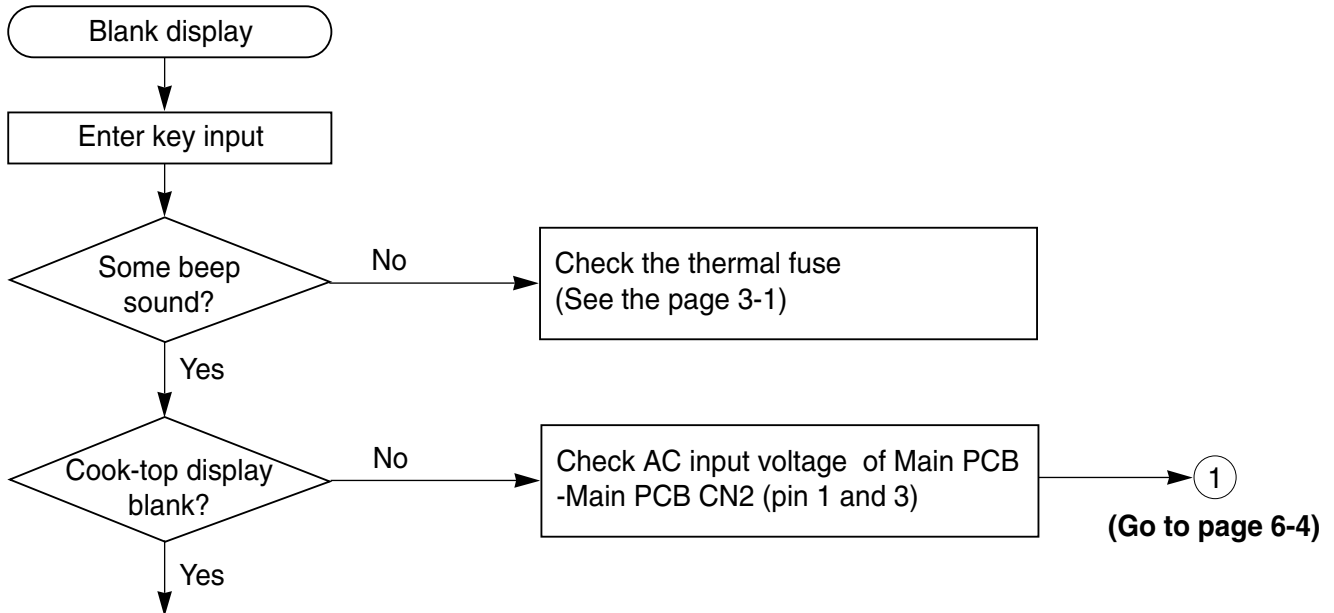 Blank display
Enter key input
Some beep
sound?
No
Check the thermal fuse
(See the page 3-1)
Yes
Cook-top display
blank?
No
Check AC input voltage  of Main PCB
-Main PCB CN2 (pin 1 and 3)
1
(Go to page 6-4)
Yes